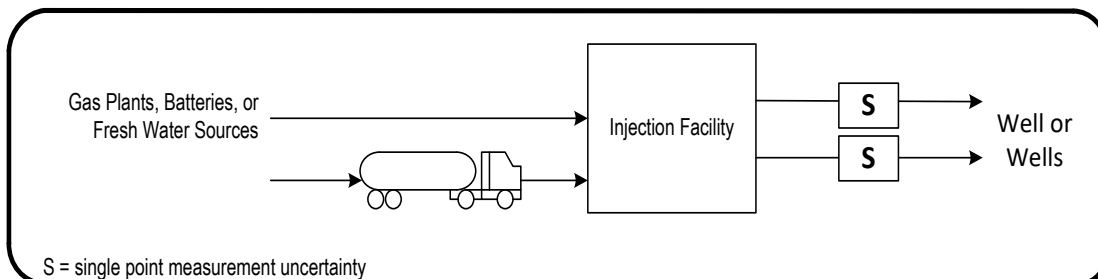 Gas Plants, Batteries, or
Fresh Water Sources
Injection Facility
S
S
Well or
Wells
S = single point measurement uncertainty